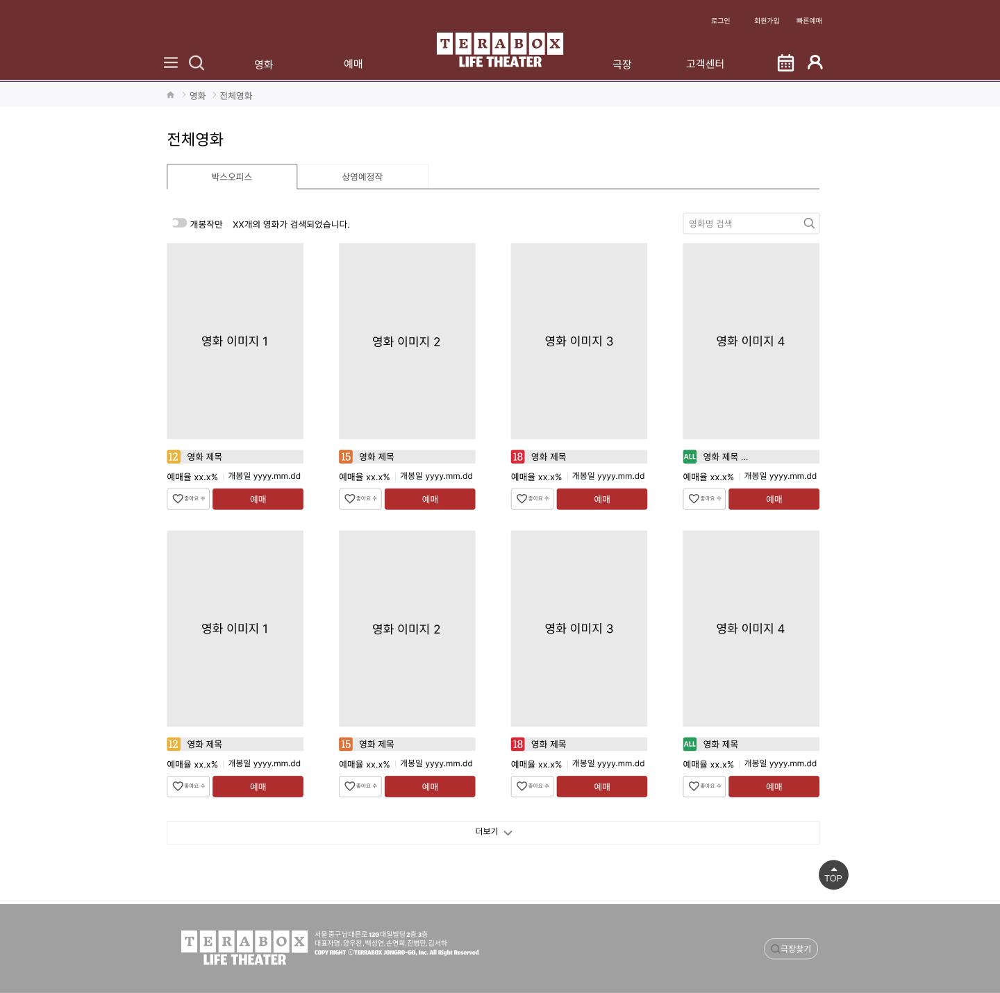 로그인 회원가입 빠른예매
TERABOX
LIFE THEATER
영화 예매 극장 고객센터
영화 전체영화
전체영화
박스오피스 상영예정작
개봉작만 XX개의 영화가 검색되었습니다. 영화명 검색
영화 이미지 1 영화 이미지 2 영화 이미지 3 영화 이미지 4
12 영화 제목 15 영화 제목 18 영화 제목 ALL 영화 제목 ...
예매율 xx.x% 개봉일 yyyy.mm.dd 예매율 xx.x% 개봉일 yyyy.mm.dd 예매율 xx.x% 개봉일 yyyy.mm.dd 예매율 xx.x% 개봉일 yyyy.mm.dd
좋아요 수 예매 좋아요 수 예매 좋아요 수 예매 좋아요 수 예매
영화 이미지 1 영화 이미지 2 영화 이미지 3 영화 이미지 4
12 영화 제목 15 영화 제목 18 영화 제목 ALL 영화 제목
예매율 xx.x% 개봉일 yyyy.mm.dd 예매율 xx.x% 개봉일 yyyy.mm.dd 예매율 xx.x% 개봉일 yyyy.mm.dd 예매율 xx.x% 개봉일 yyyy.mm.dd
좋아요 수 예매 좋아요 수 예매 좋아요 수 예매 좋아요 수 예매
더보기
TOP
TERABOX
LIFE THEATER
서울 중구 남대문로 120 대일빌딩 2층, 3층
대표자명 : 양우찬, 백성연, 손연희, 진병만, 김서하
COPY RIGHT ⓒTERRABOX JONGRO-GO, Inc. All Right Reserved
극장찾기